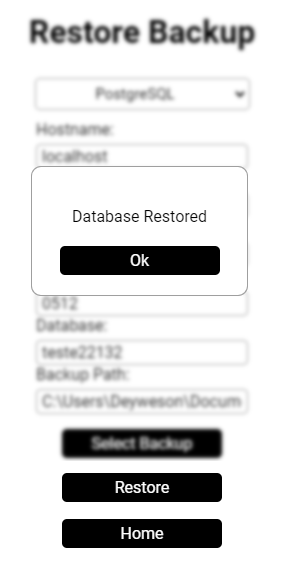 Restore Backup
PostgreSQL
Hostname:
localhost
Database Restored
Ok
0512
Database:
teste22132
Backup Path:
C:\Users\Deyweson\Docum
Select Backup
Restore
Home